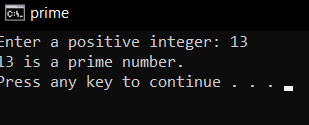 C:\. prime
Enter a positive integer: 13
13 is a prime number.
Press any key to continue . . .